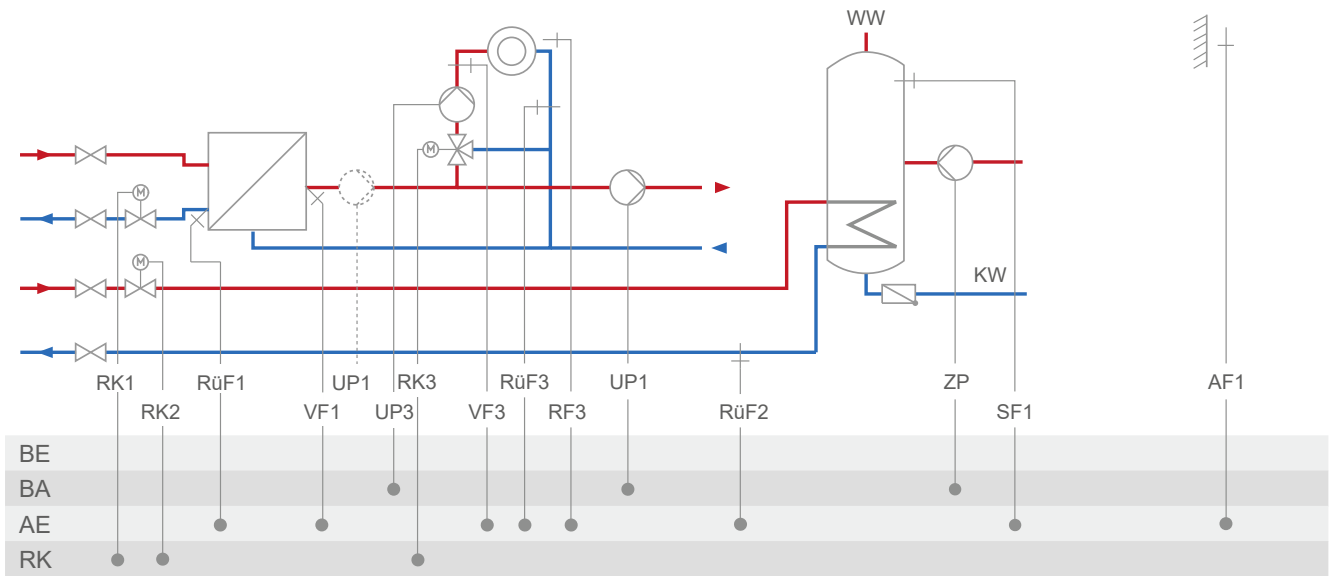 WW
M
M
M
KW
RK1 RüF1 UP1 RK3 RüF3 UP1 ZP AF1
RK2 VF1 UP3 VF3 RF3 RüF2 SF1
BE
BA
AE
RK